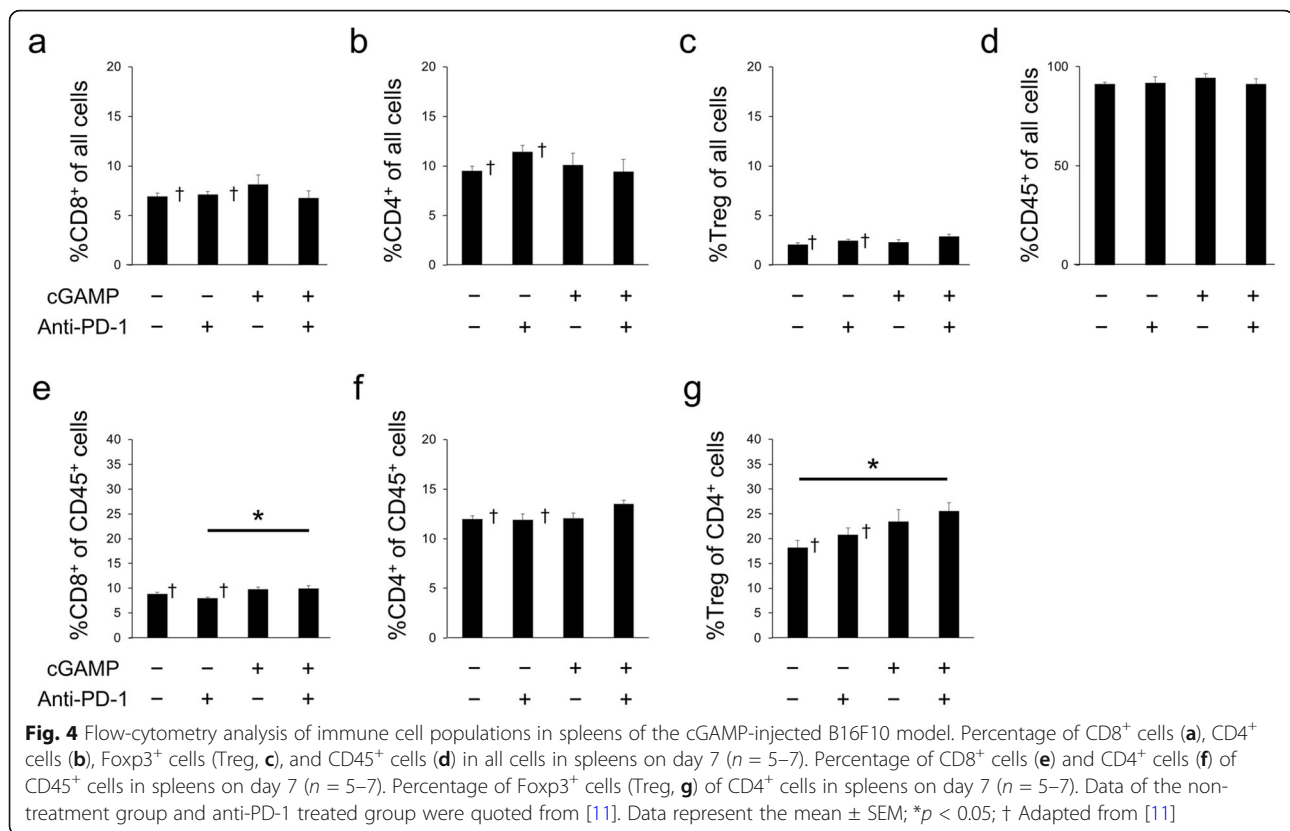 a
b
c
d
%CD8⁺ of all cells
20
15
10
5
0
†
†
%CD4⁺ of all cells
20
15
10
5
0
†
†
%Treg of all cells
20
15
10
5
0
†
†
%CD45⁺ of all cells
100
50
0
cGAMP − − + + − − + + − − + + − − + +
Anti-PD-1 − + − + − + − + − + − + − + − +
e
f
g
%CD8⁺ of CD45⁺ cells
40
35
30
25
20
15
10
5
0
†
†
*
%CD4⁺ of CD45⁺ cells
20
15
10
5
0
†
†
%Treg of CD4⁺ cells
40
35
30
25
20
15
10
5
0
†
†
*
cGAMP − − + + − − + + − − + +
Anti-PD-1 − + − + − + − + − + − +
Fig. 4 Flow-cytometry analysis of immune cell populations in spleens of the cGAMP-injected B16F10 model. Percentage of CD8⁺ cells (a), CD4⁺
cells (b), Foxp3⁺ cells (Treg, c), and CD45⁺ cells (d) in all cells in spleens on day 7 (n = 5–7). Percentage of CD8⁺ cells (e) and CD4⁺ cells (f) of
CD45⁺ cells in spleens on day 7 (n = 5–7). Percentage of Foxp3⁺ cells (Treg, g) of CD4⁺ cells in spleens on day 7 (n = 5–7). Data of the non-
treatment group and anti-PD-1 treated group were quoted from [11]. Data represent the mean ± SEM; *p < 0.05; † Adapted from [11]